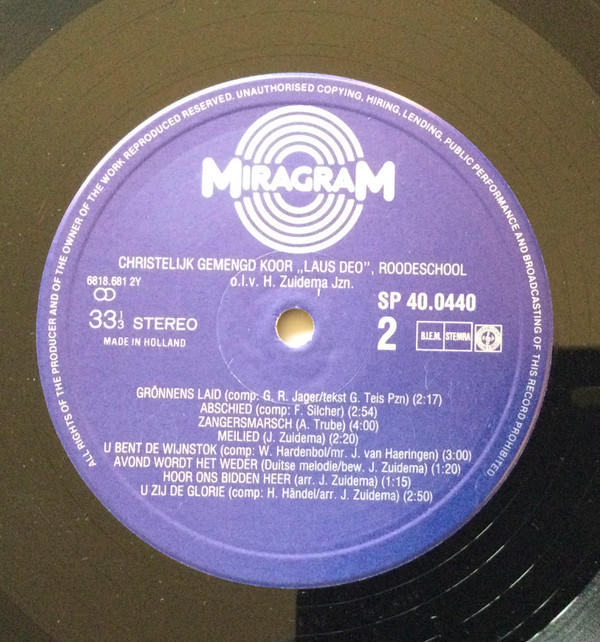 ALL RIGHTS OF THE PRODUCER AND OF THE OWNER OF THE WORK REPRODUCED RESERVED. UNAUTHORISED COPYING, HIRING, LENDING, PUBLIC PERFORMANCE AND BROADCASTING OF THIS RECORD PROHIBITED
MIRAGRAM
CHRISTELIJK GEMENGD KOOR „LAUS DEO”, ROODESCHOOL
o.l.v. H. Zuidema Jzn.
6818.681 2Y
SP 40.0440
33 1/3 STEREO
2
B.I.E.M. STEMRA
MADE IN HOLLAND
GRÖNNENS LAID (comp: G. R. Jager/tekst G. Teis Pzn) (2:17)
ABSCHIED (comp: F. Silcher) (2:54)
ZANGERSMARSCH (A. Trube) (4:00)
MEILIED (J. Zuidema) (2:20)
U BENT DE WIJNSTOK (comp: W. Hardenbol/mr. J. van Haeringen) (3:00)
AVOND WORDT HET WEDER (Duitse melodie/bew. J. Zuidema) (1:20)
HOOR ONS BIDDEN HEER (arr. J. Zuidema) (1:15)
U ZIJ DE GLORIE (comp: H. Händel/arr. J. Zuidema) (2:50)